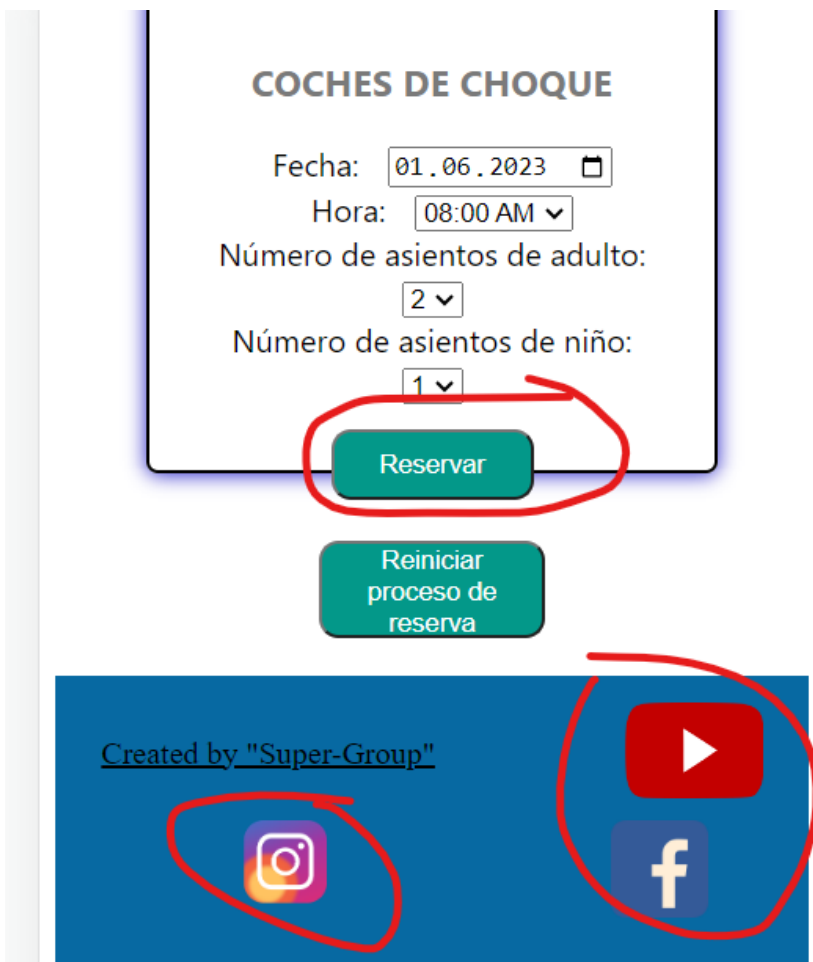 COCHES DE CHOQUE
Fecha: 01.06.2023
Hora: 08:00 AM
Número de asientos de adulto:
2
Número de asientos de niño:
1
Reservar
Reiniciar
proceso de
reserva
Created by "Super-Group"
f